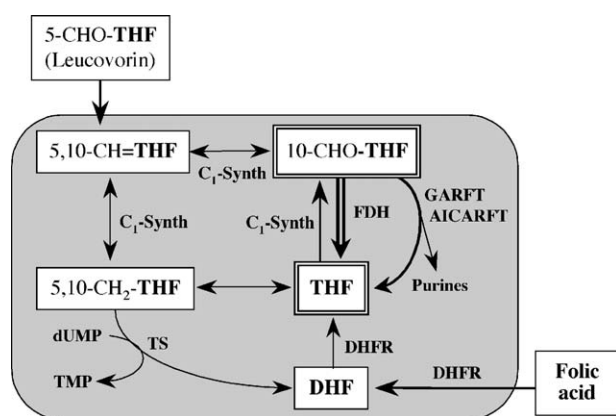 5-CHO-THF
(Leucovorin)
5,10-CH=THF
10-CHO-THF
C₁-Synth
GARFT
AICARFT
FDH
C₁-Synth
C₁-Synth
5,10-CH₂-THF
THF
Purines
dUMP
TS
DHFR
TMP
DHF
DHFR
Folic
acid